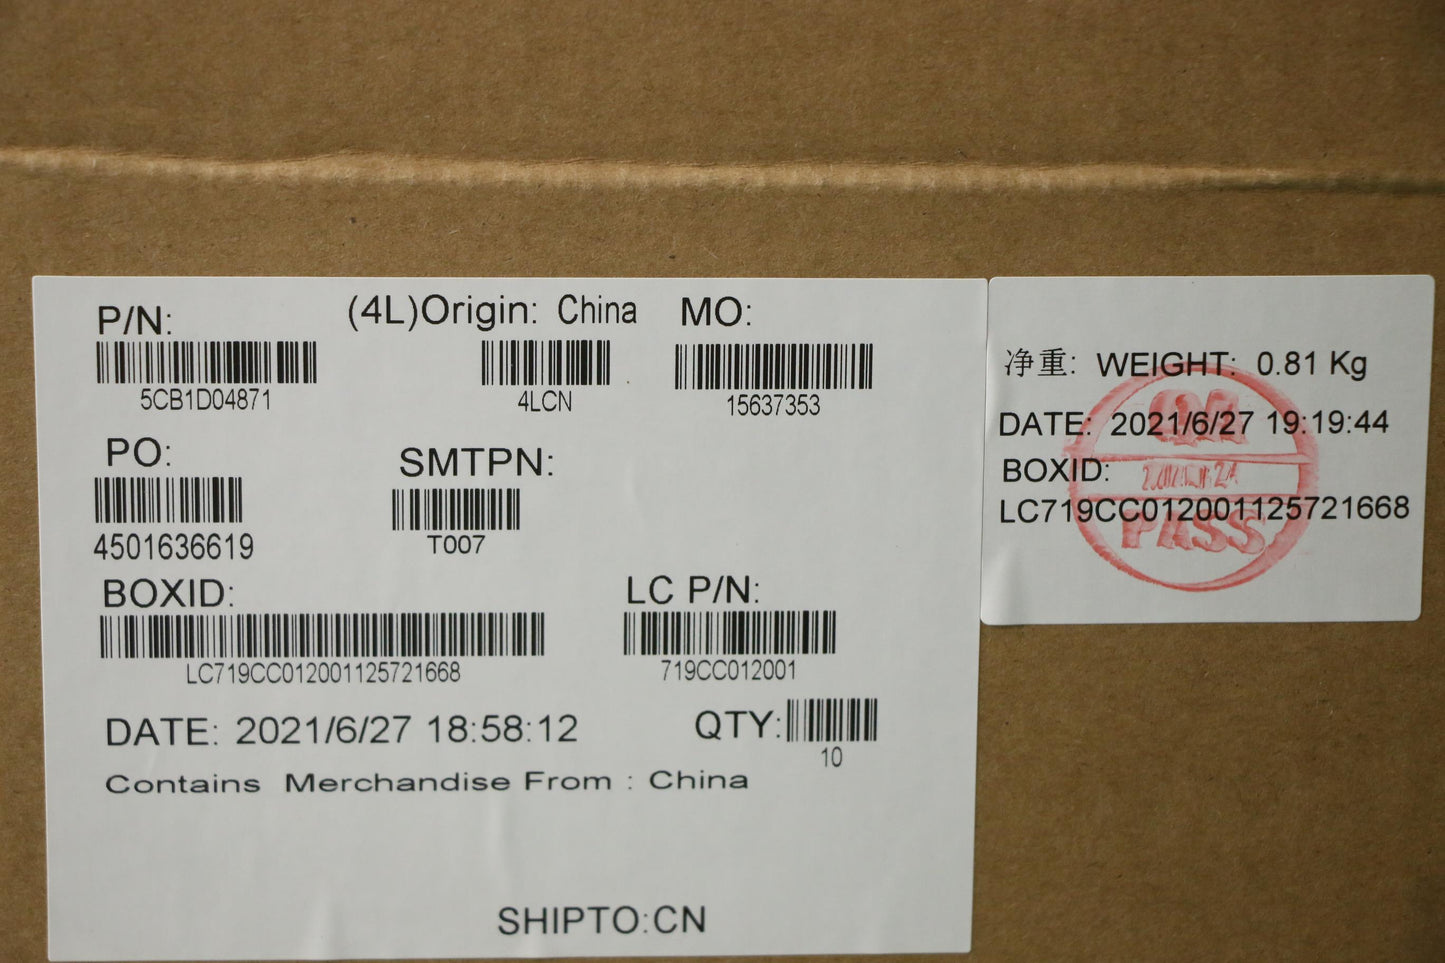 P/N:
5CB1D04871
(4L)Origin: China
4LCN
MO:
15637353
PO:
4501636619
SMTPN:
T007
BOXID:
LC719CC012001125721668
LC P/N:
719CC012001
DATE: 2021/6/27 18:58:12
QTY:
10
Contains Merchandise From : China
SHIPTO:CN
净重: WEIGHT: 0.81 Kg
DATE: 2021/6/27 19:19:44
BOXID:
LC719CC012001125721668
PASS